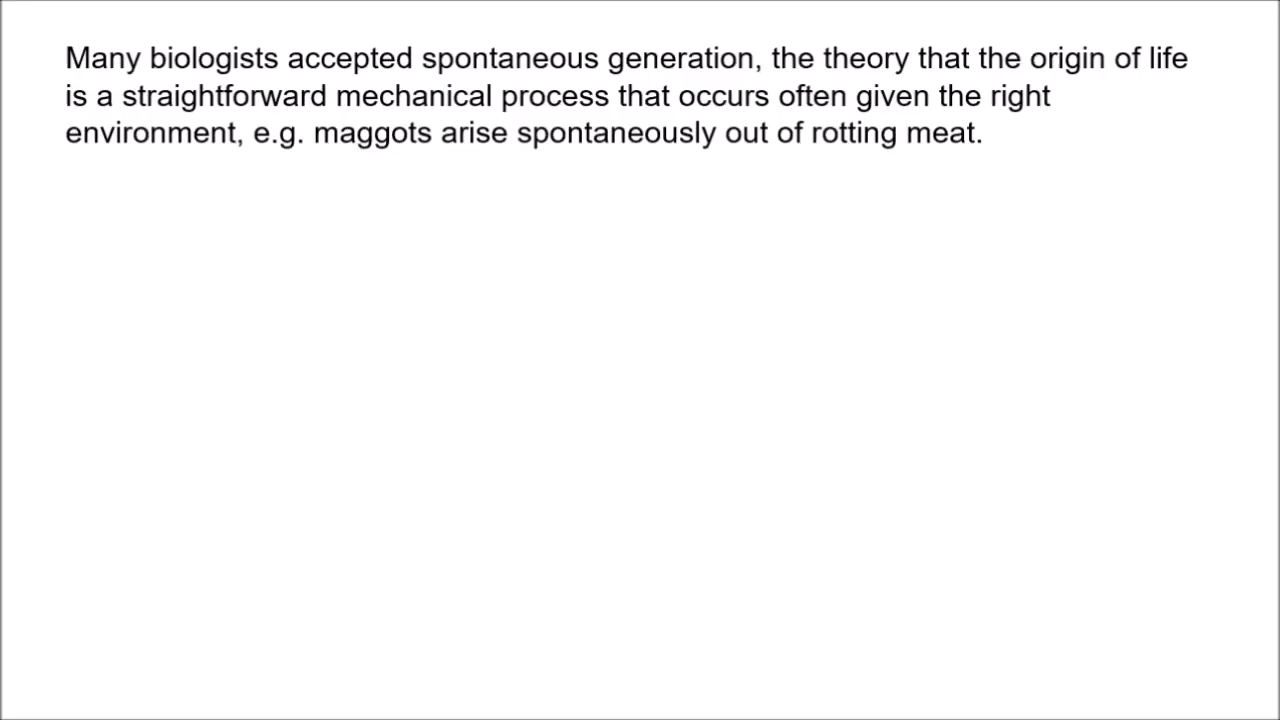 Many biologists accepted spontaneous generation, the theory that the origin of life
is a straightforward mechanical process that occurs often given the right
environment, e.g. maggots arise spontaneously out of rotting meat.